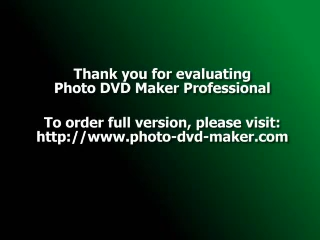 Thank you for evaluating
Photo DVD Maker Professional
To order full version, please visit:
http://www.photo-dvd-maker.com